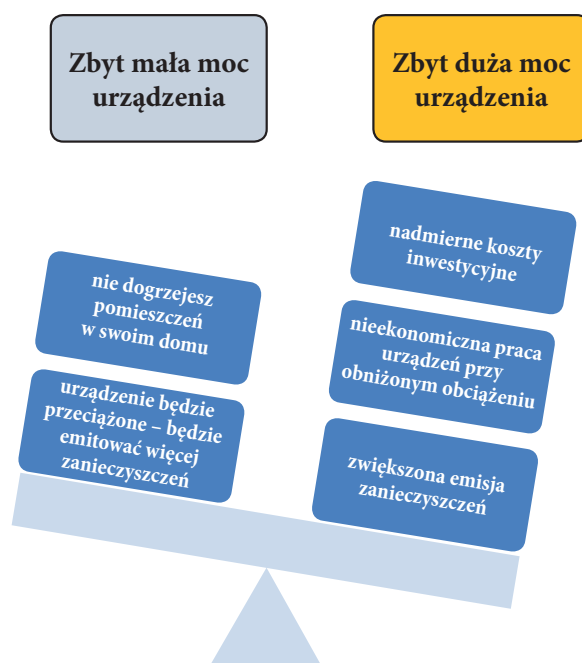 Zbyt mała moc
urządzenia
Zbyt duża moc
urządzenia
nie dogrzejesz
pomieszczeń
w swoim domu
urządzenie będzie
przeciążone – będzie
emitować więcej
zanieczyszczeń
nadmierne koszty
inwestycyjne
nieekonomiczna praca
urządzeń przy
obniżonym obciążeniu
zwiększona emisja
zanieczyszczeń